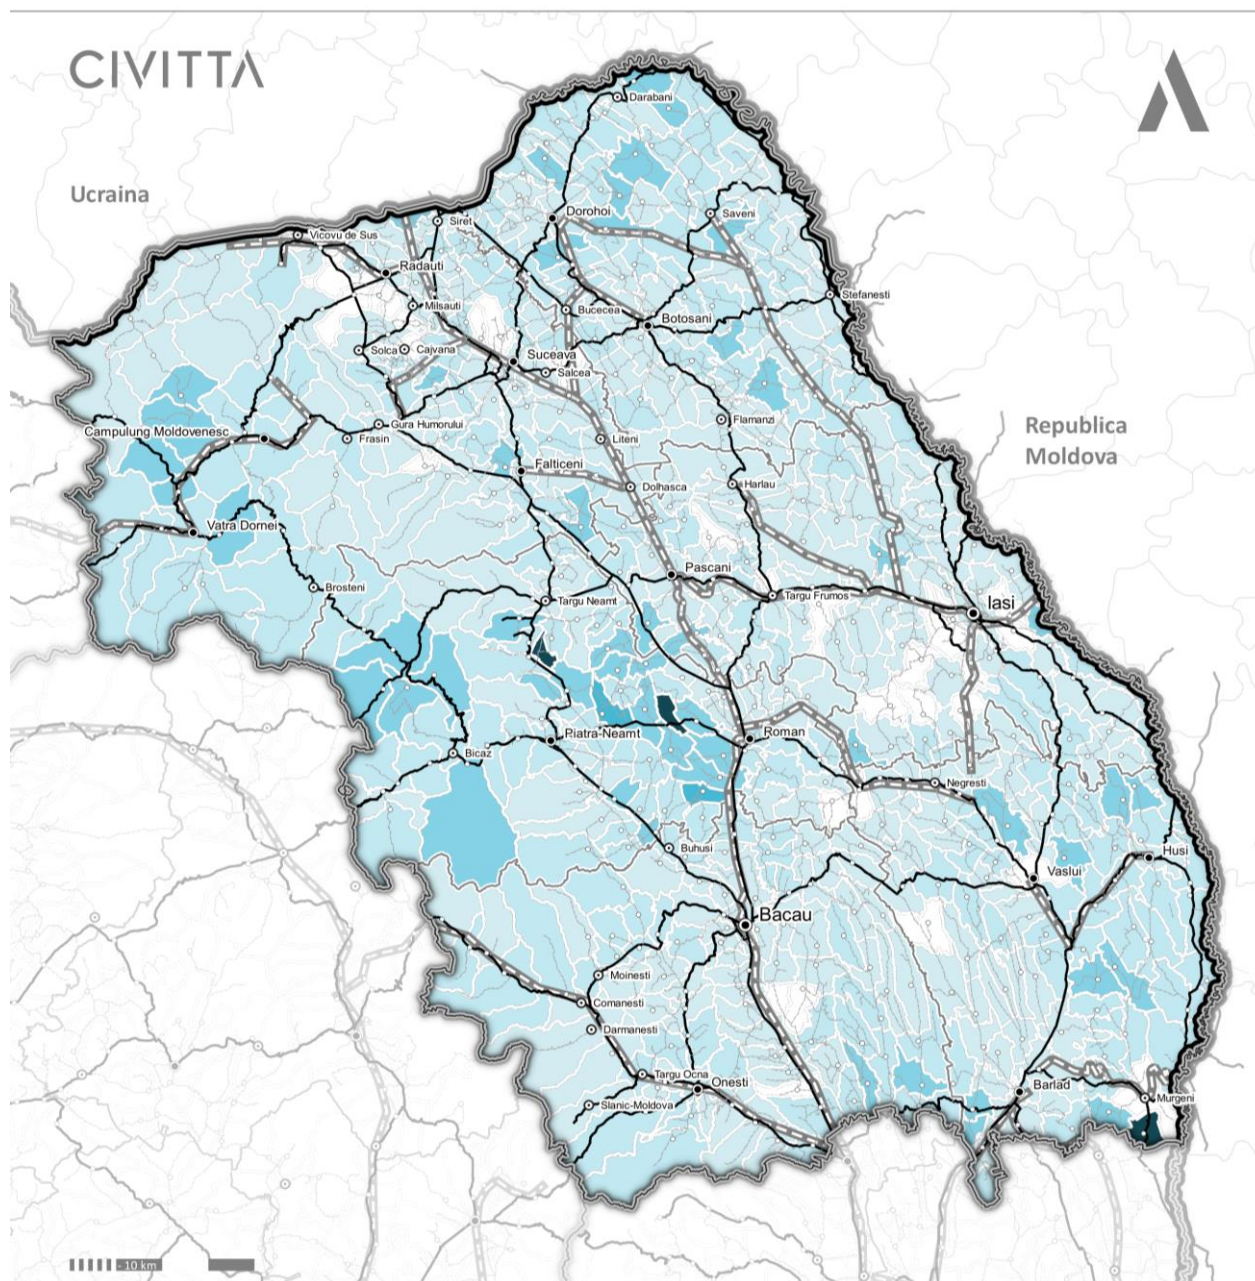 CIVITTA
Darabani
Ucraina
Siret
Dorohoi
Saveni
Vicovu de Sus
Radauti
Stefanesti
Milsauti
Bucecea
Botosani
Solca
Cajvana
Suceava
Salcea
Flamanzi
Gura Humorului
Campulung Moldovenesc
Frasin
Liteni
Republica
Moldova
Falticeni
Dolhasca
Harlau
Vatra Dornei
Pascani
Brosteni
Targu Neamt
Targu Frumos
Iasi
Piatra-Neamt
Roman
Bicaz
Negresti
Buhusi
Husi
Vaslui
Bacau
Moinesti
Comanesti
Darmanesti
Targu Ocna
Onesti
Barlad
Slanic-Moldova
Murgeni
- 10 km